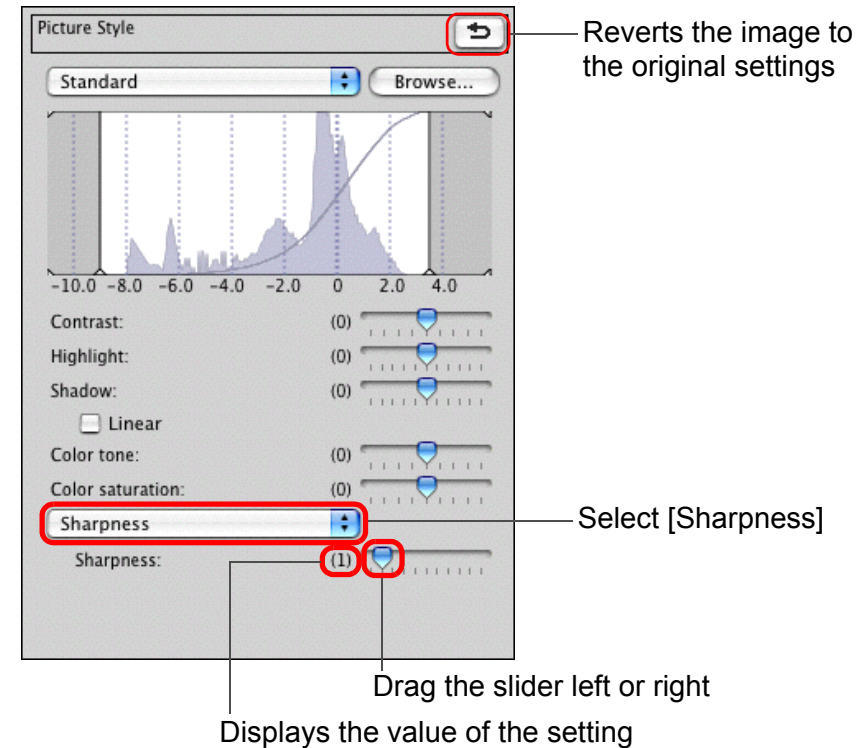 Picture Style
Reverts the image to
the original settings
Standard
Browse...
-10.0 -8.0 -6.0 -4.0 -2.0 0 2.0 4.0
Contrast: (0)
Highlight: (0)
Shadow: (0)
Linear
Color tone: (0)
Color saturation: (0)
Sharpness
Select [Sharpness]
Sharpness: (1)
Drag the slider left or right
Displays the value of the setting